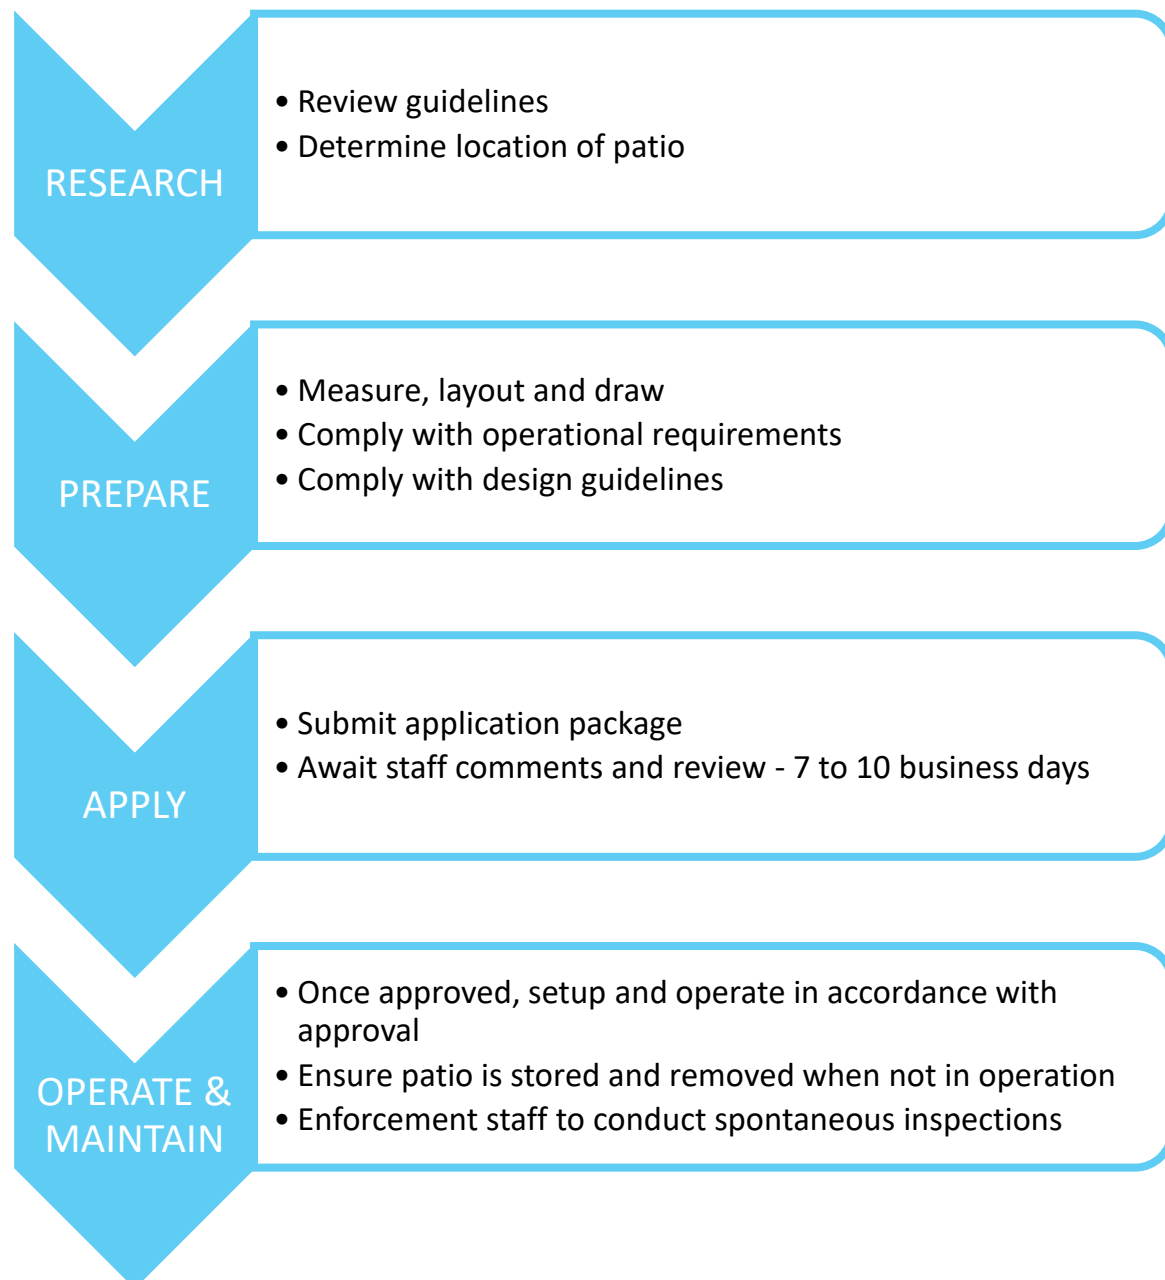 RESEARCH
• Review guidelines
• Determine location of patio
PREPARE
• Measure, layout and draw
• Comply with operational requirements
• Comply with design guidelines
APPLY
• Submit application package
• Await staff comments and review - 7 to 10 business days
OPERATE &
MAINTAIN
• Once approved, setup and operate in accordance with
approval
• Ensure patio is stored and removed when not in operation
• Enforcement staff to conduct spontaneous inspections